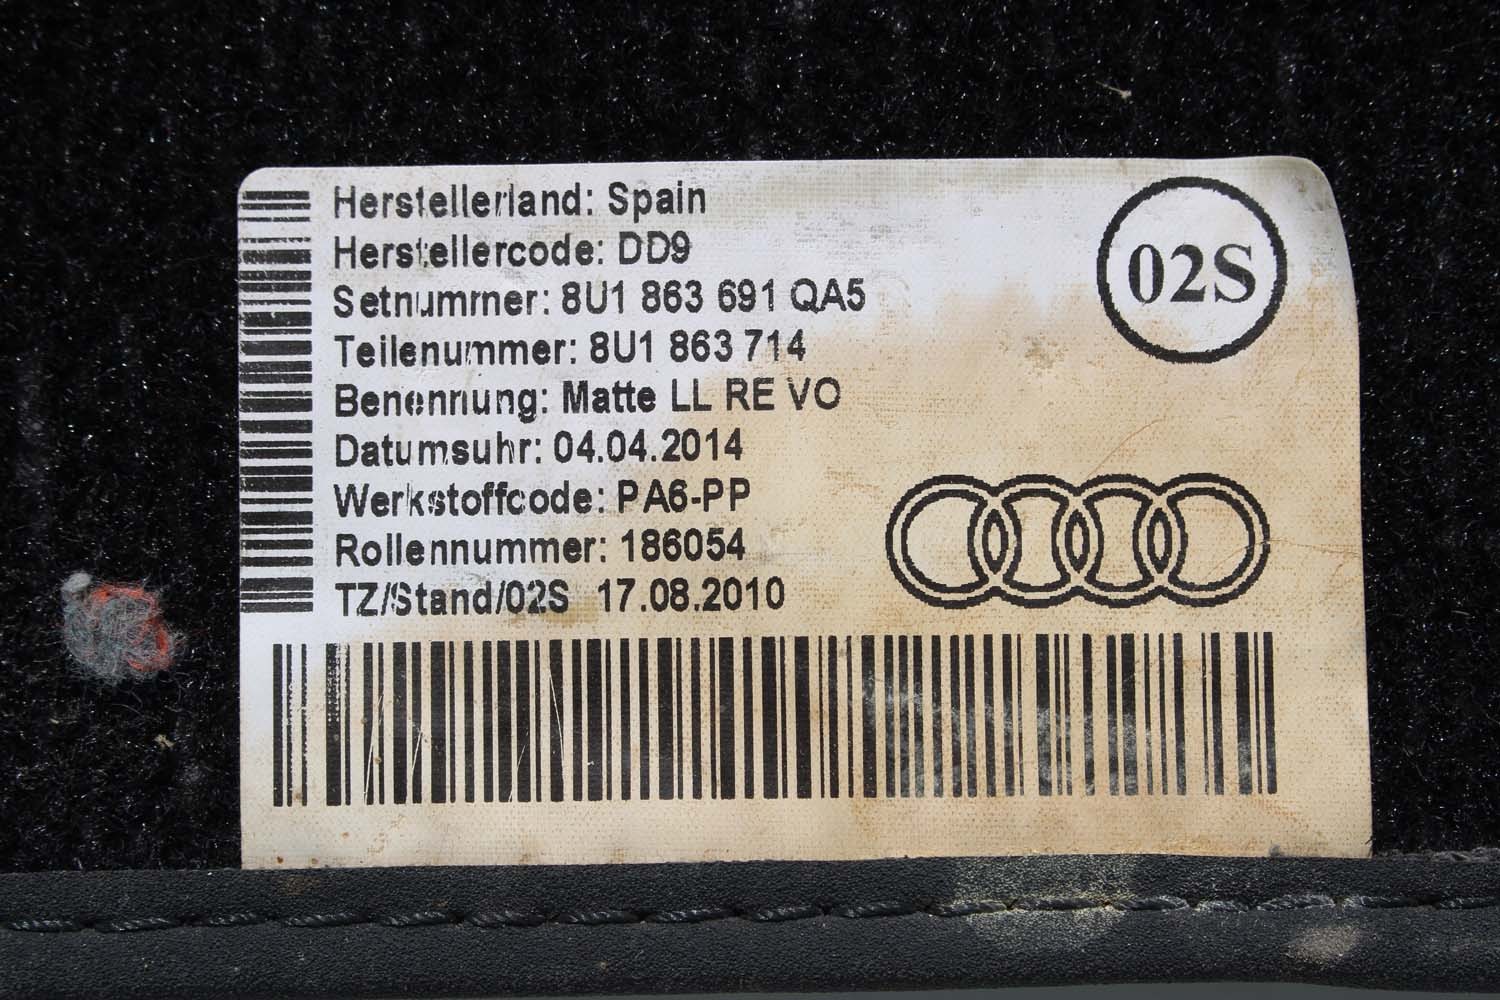 Herstellerland: Spain
Herstellercode: DD9
Setnummer: 8U1 863 691 QA5
Teilenummer: 8U1 863 714
Benennung: Matte LL RE VO
Datumsuhr: 04.04.2014
Werkstoffcode: PA6-PP
Rollennummer: 186054
TZ/Stand/02S 17.08.2010
02S